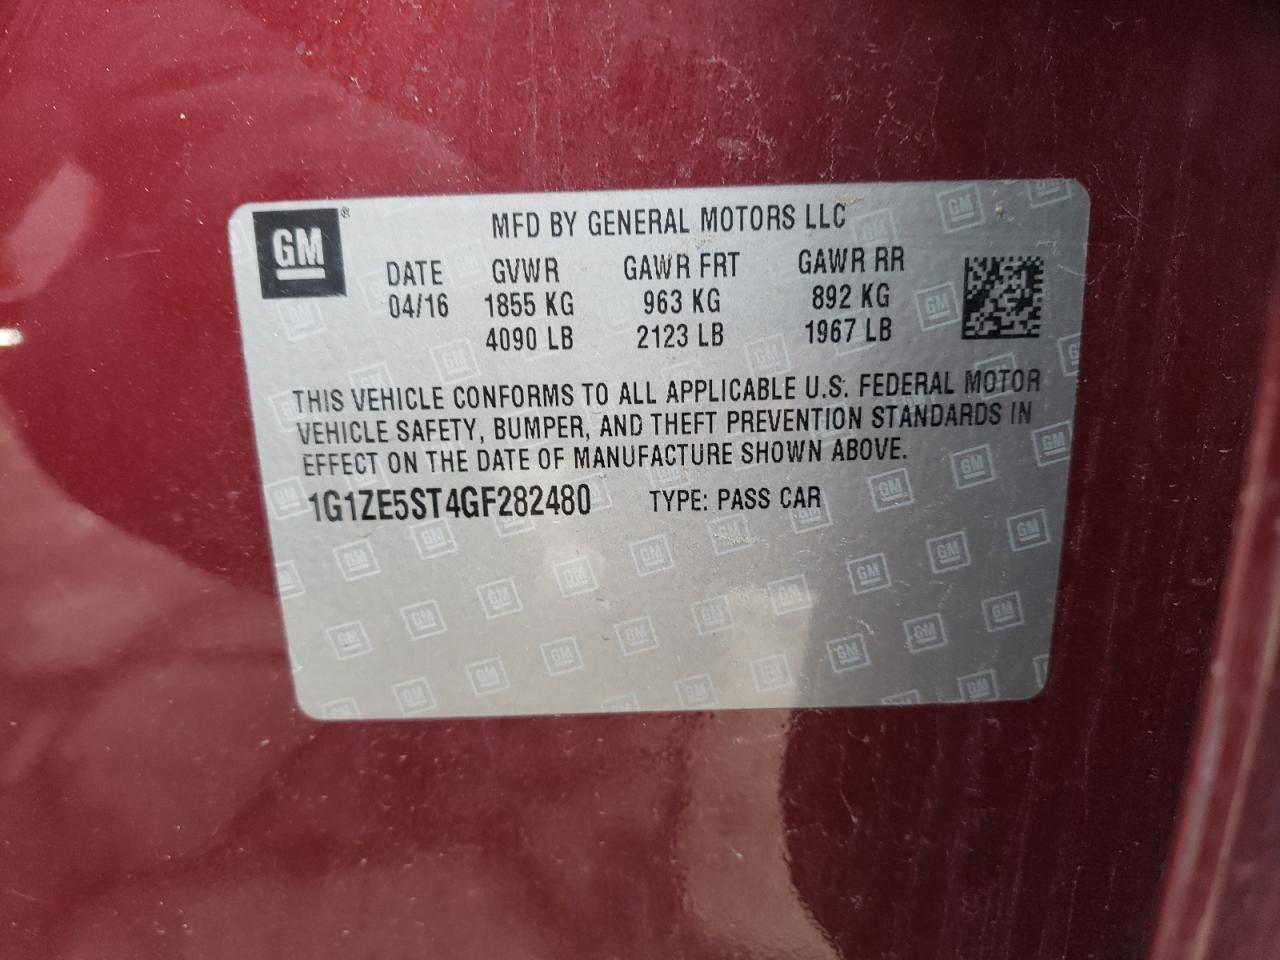 GM®
MFD BY GENERAL MOTORS LLC
DATE GVWR GAWR FRT GAWR RR
04/16 1855 KG 963 KG 892 KG
4090 LB 2123 LB 1967 LB
THIS VEHICLE CONFORMS TO ALL APPLICABLE U.S. FEDERAL MOTOR
VEHICLE SAFETY, BUMPER, AND THEFT PREVENTION STANDARDS IN
EFFECT ON THE DATE OF MANUFACTURE SHOWN ABOVE.
1G1ZE5ST4GF282480 TYPE: PASS CAR